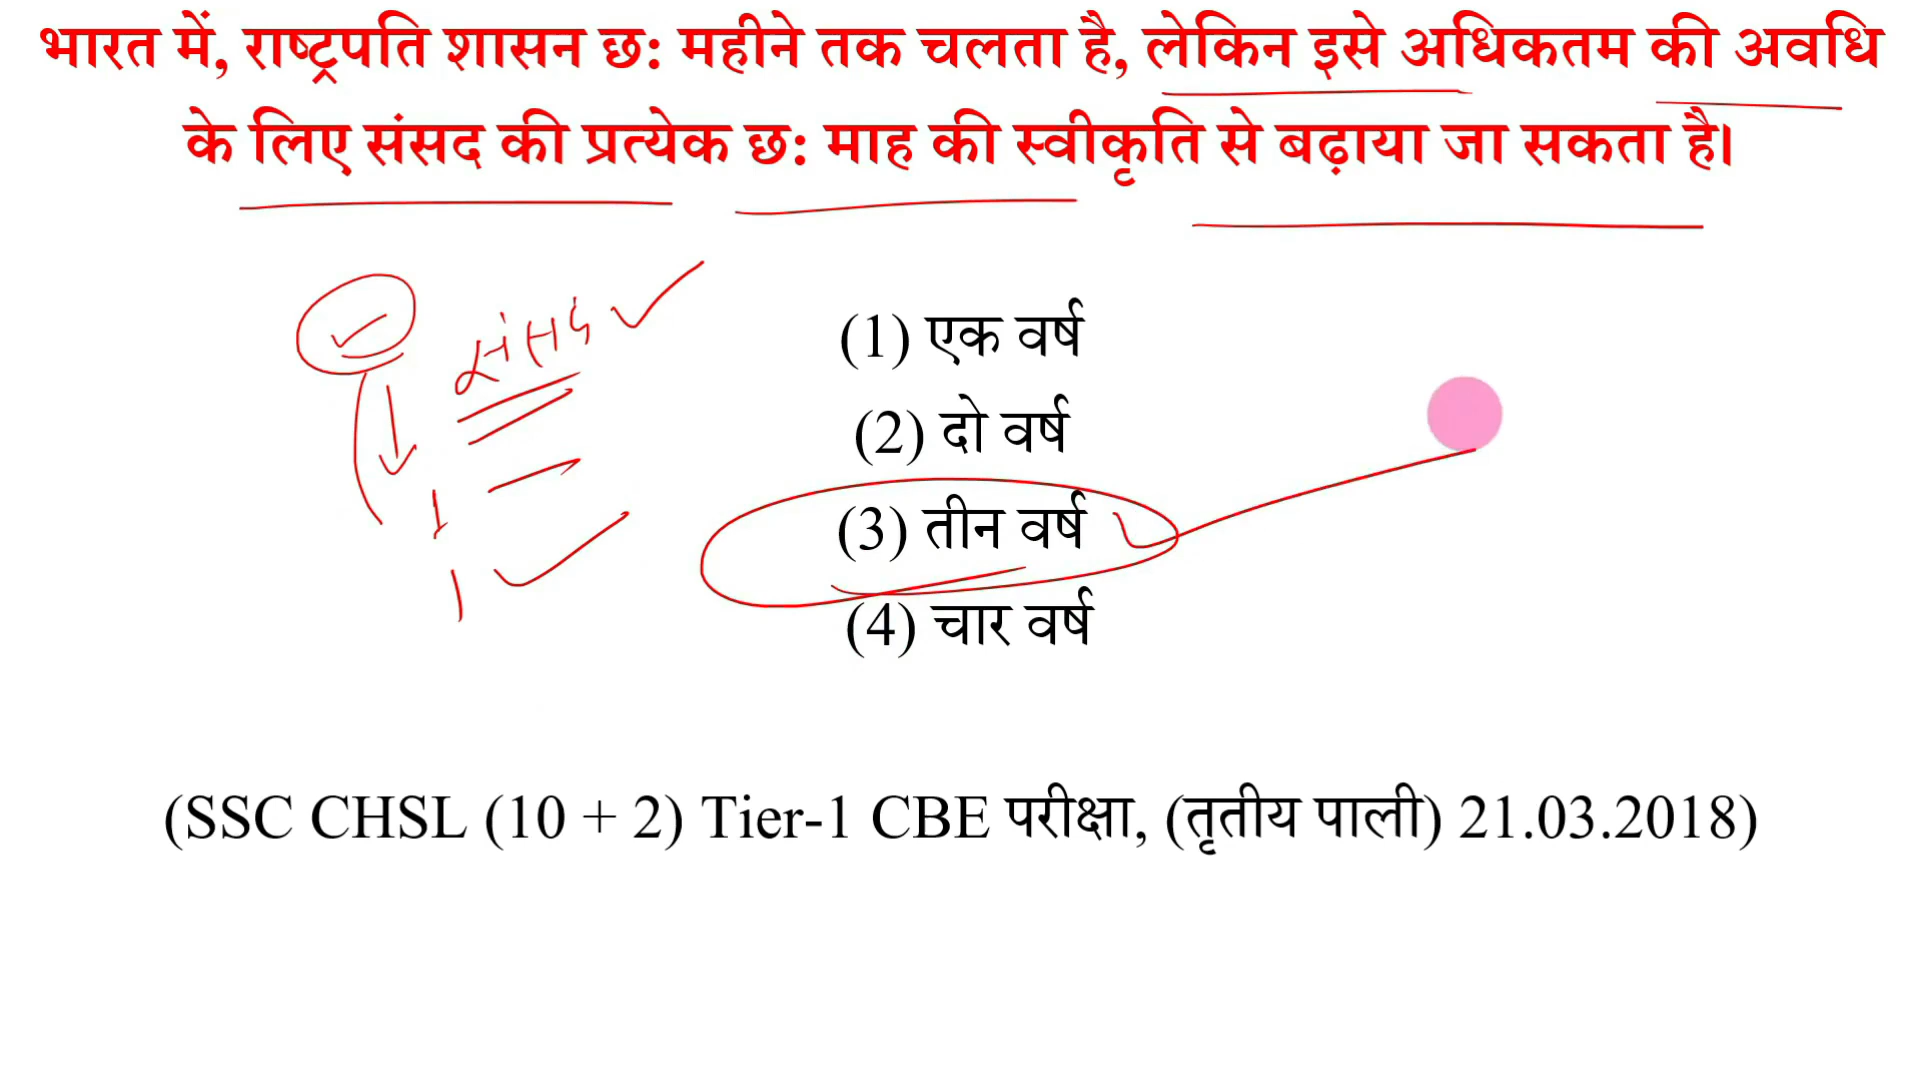 भारत में, राष्ट्रपति शासन छ: महीने तक चलता है, लेकिन इसे अधिकतम की अवधि
के लिए संसद की प्रत्येक छ: माह की स्वीकृति से बढ़ाया जा सकता है।
संसद
(1) एक वर्ष
(2) दो वर्ष
(3) तीन वर्ष
(4) चार वर्ष
(SSC CHSL (10 + 2) Tier-1 CBE परीक्षा, (तृतीय पाली) 21.03.2018)